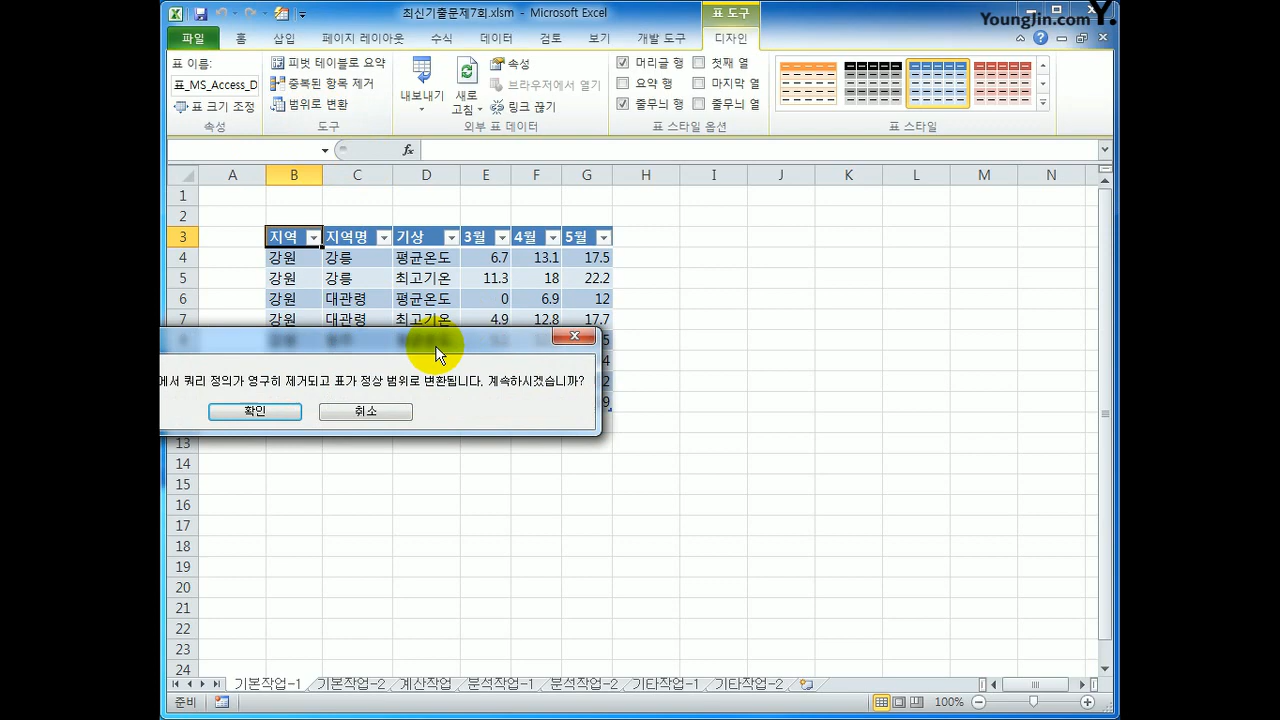 최신기출문제7회.xlsm - Microsoft Excel
표 도구
YoungJin.com Y.
파일 홈 삽입 페이지 레이아웃 수식 데이터 검토 보기 개발 도구 디자인
표 이름:
표_MS_Access_D
표 크기 조정
속성
피벗 테이블로 요약
중복된 항목 제거
범위로 변환
도구
내보내기
새로 고침
속성
브라우저에서 열기
링크 끊기
외부 표 데이터
머리글 행 첫째 열
요약 행 마지막 열
줄무늬 행 줄무늬 열
표 스타일 옵션
표 스타일
fx
A B C D E F G H I J K L M N
1
2
3 지역 지역명 기상 3월 4월 5월
4 강원 강릉 평균온도 6.7 13.1 17.5
5 강원 강릉 최고기온 11.3 18 22.2
6 강원 대관령 평균온도 0 6.9 12
7 강원 대관령 최고기온 4.9 12.8 17.7
5
4
에서 쿼리 정의가 영구히 제거되고 표가 정상 범위로 변환됩니다. 계속하시겠습니까?
2
확인 취소
9
13
14
15
16
17
18
19
20
21
22
23
24
기본작업-1 기본작업-2 계산작업 분석작업-1 분석작업-2 기타작업-1 기타작업-2
준비 100%